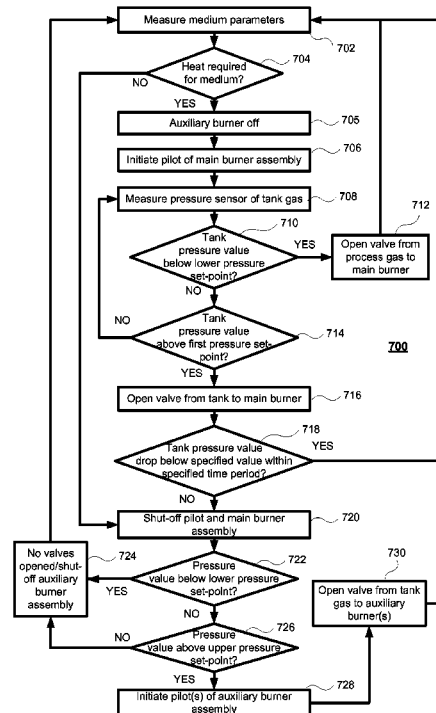 Measure medium parameters
702
704
Heat required
for medium?
NO
YES
Auxiliary burner off
705
Initiate pilot of main burner assembly
706
Measure pressure sensor of tank gas
708
710
712
Tank
pressure value
below lower pressure
set-point?
YES
Open valve from
process gas to
main burner
NO
NO
Tank
pressure value
above first pressure set-
point?
714
700
YES
Open valve from tank to main burner
716
718
Tank pressure value
drop below specified value within
specified time period?
YES
NO
Shut-off pilot and main burner
assembly
720
724
No valves
opened/shut-
off auxiliary
burner
assembly
722
Pressure
value below lower pressure
set-point?
YES
NO
730
Open valve from tank
gas to auxiliary
burner(s)
726
Pressure
value above upper pressure
set-point?
NO
YES
Initiate pilot(s) of auxiliary burner
assembly
728